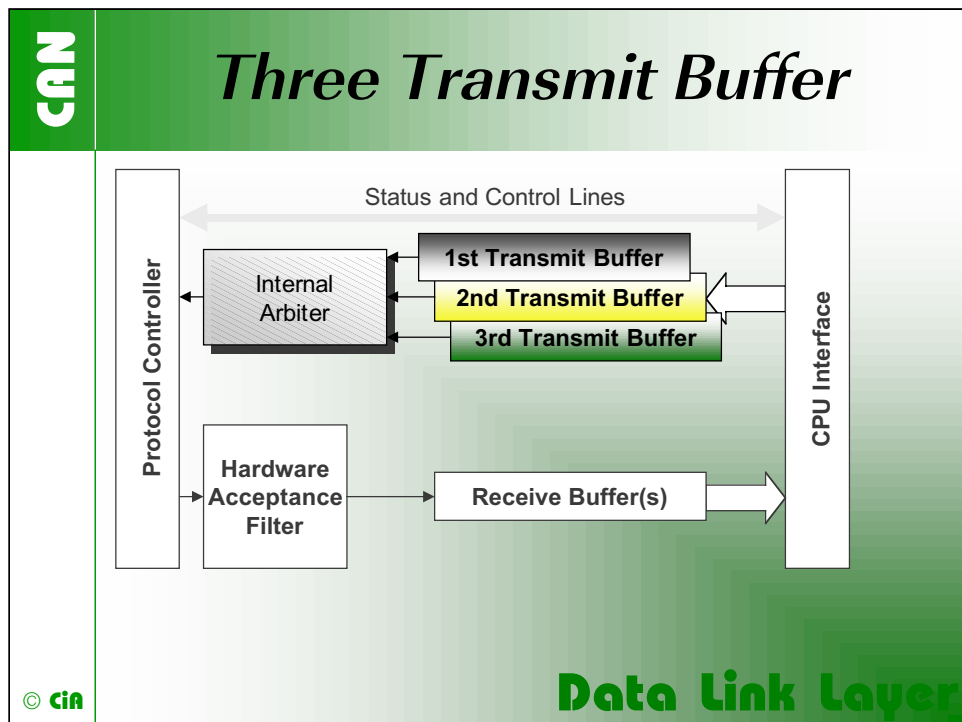 CAN
Three Transmit Buffer
Status and Control Lines
Protocol Controller
Internal
Arbiter
1st Transmit Buffer
2nd Transmit Buffer
3rd Transmit Buffer
CPU Interface
Hardware
Acceptance
Filter
Receive Buffer(s)
© CiA
Data Link Layer